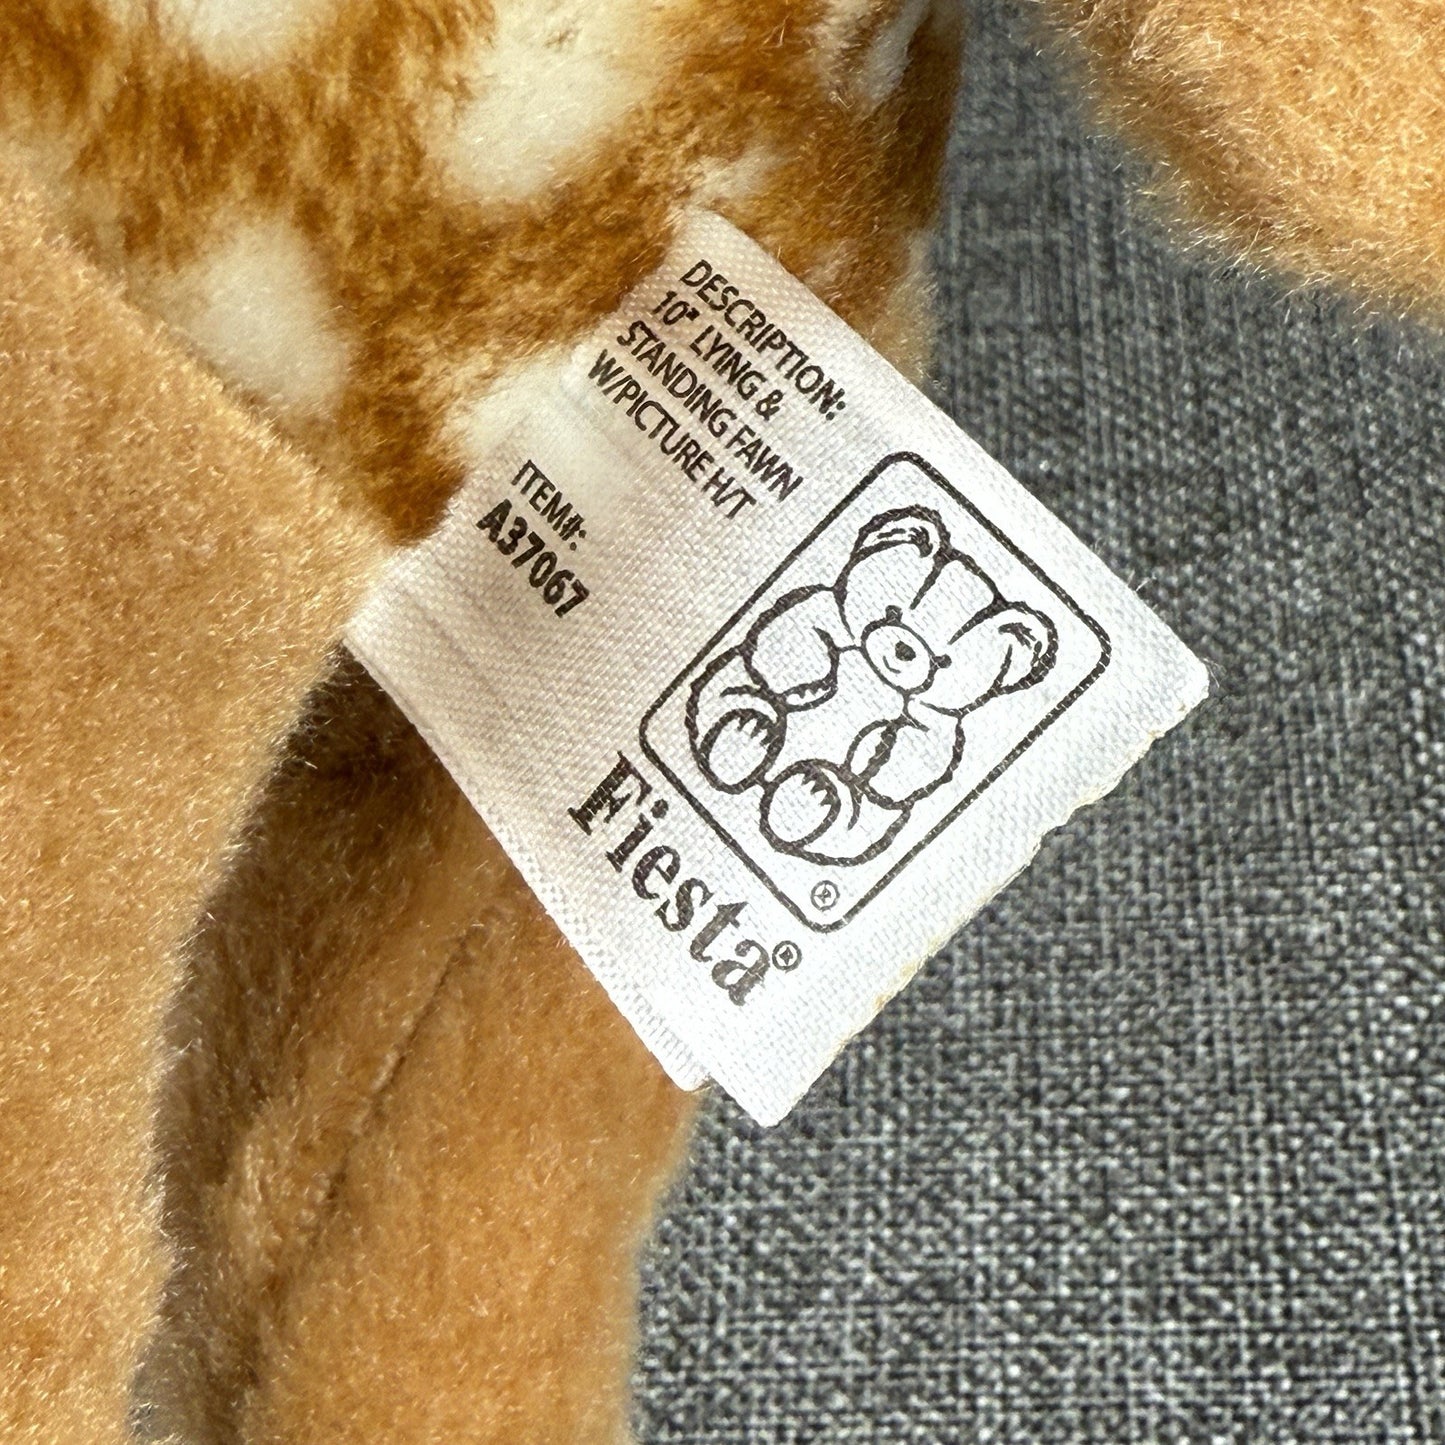 DESCRIPTION:
10" LYING &
STANDING FAWN
W/PICTURE H/T
ITEM#:
A37067
®
Fiesta®